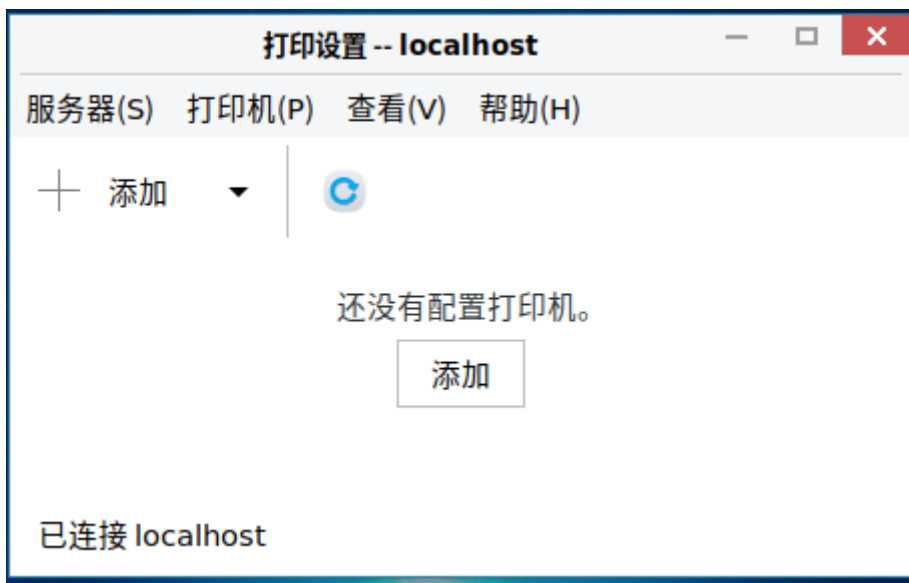 打印设置 -- localhost
服务器(S) 打印机(P) 查看(V) 帮助(H)
添加
还没有配置打印机。
添加
已连接 localhost